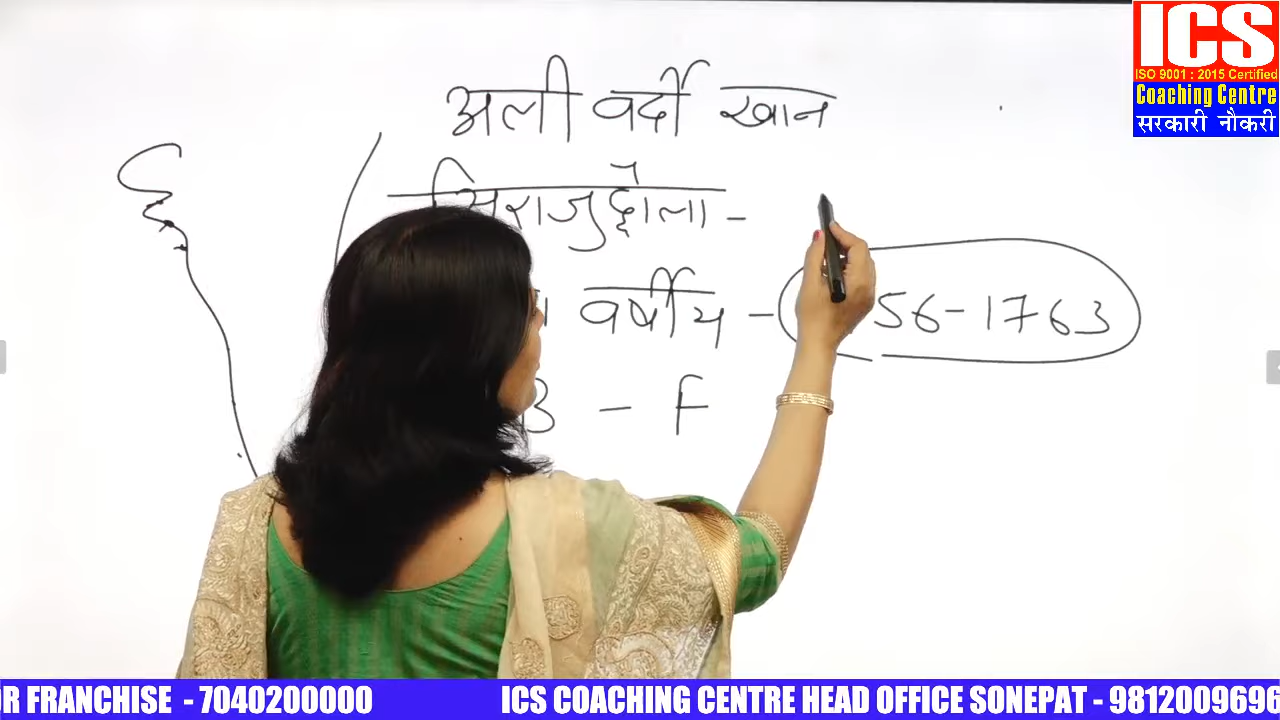 ICS
ISO 9001 : 2015 Certified
Coaching Centre
सरकारी नौकरी
अली वर्दी खान
सिराजुद्दौला -
वर्षीय - 56-1763
B - F
OR FRANCHISE - 7040200000 ICS COACHING CENTRE HEAD OFFICE SONEPAT - 9812009696